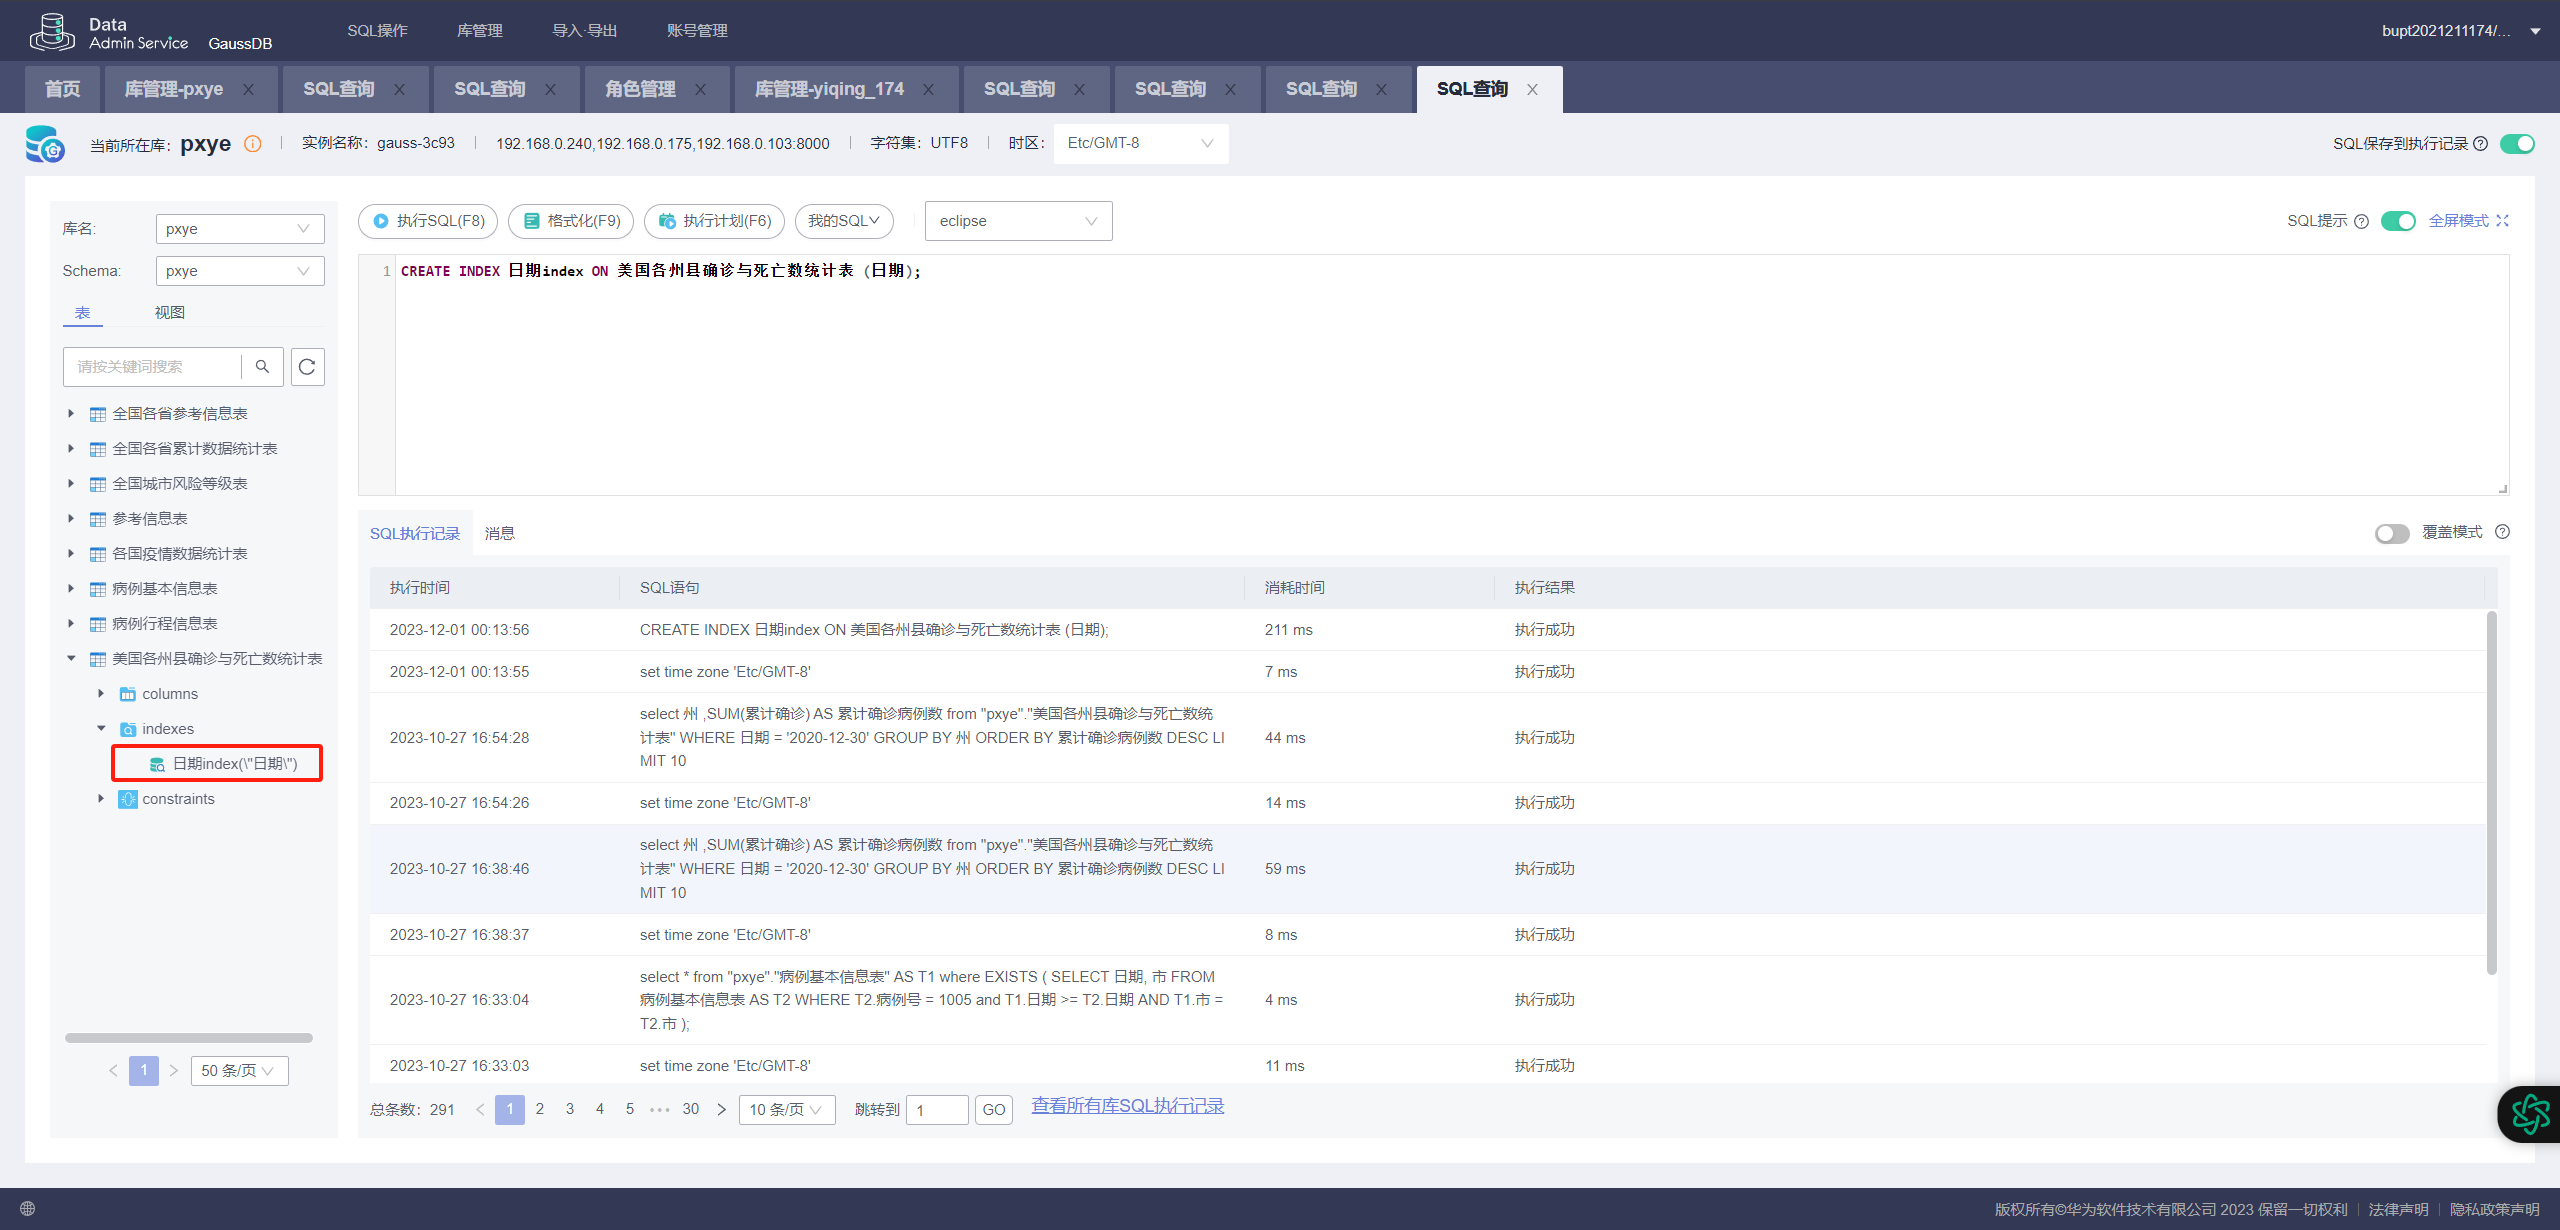 Data
Admin Service GaussDB SQL操作 库管理 导入·导出 账号管理 bupt2021211174/...
首页 库管理-pxye SQL查询 SQL查询 角色管理 库管理-yiqing_174 SQL查询 SQL查询 SQL查询 SQL查询
当前所在库: pxye 实例名称: gauss-3c93 192.168.0.240,192.168.0.175,192.168.0.103:8000 字符集: UTF8 时区: Etc/GMT-8 SQL保存到执行记录
库名: pxye
Schema: pxye
表 视图
请按关键词搜索
全国各省参考信息表
全国各省累计数据统计表
全国城市风险等级表
参考信息表
各国疫情数据统计表
病例基本信息表
病例行程信息表
美国各州县确诊与死亡数统计表
columns
indexes
日期index(\"日期\")
constraints
1 50 条/页
执行SQL(F8) 格式化(F9) 执行计划(F6) 我的SQL eclipse SQL提示 全屏模式
1 CREATE INDEX 日期index ON 美国各州县确诊与死亡数统计表 (日期);
SQL执行记录 消息 覆盖模式
执行时间 SQL语句 消耗时间 执行结果
2023-12-01 00:13:56 CREATE INDEX 日期index ON 美国各州县确诊与死亡数统计表 (日期); 211 ms 执行成功
2023-12-01 00:13:55 set time zone 'Etc/GMT-8' 7 ms 执行成功
select 州 ,SUM(累计确诊) AS 累计确诊病例数 from "pxye"."美国各州县确诊与死亡数统
2023-10-27 16:54:28 计表" WHERE 日期 = '2020-12-30' GROUP BY 州 ORDER BY 累计确诊病例数 DESC LI 44 ms 执行成功
MIT 10
2023-10-27 16:54:26 set time zone 'Etc/GMT-8' 14 ms 执行成功
select 州 ,SUM(累计确诊) AS 累计确诊病例数 from "pxye"."美国各州县确诊与死亡数统
2023-10-27 16:38:46 计表" WHERE 日期 = '2020-12-30' GROUP BY 州 ORDER BY 累计确诊病例数 DESC LI 59 ms 执行成功
MIT 10
2023-10-27 16:38:37 set time zone 'Etc/GMT-8' 8 ms 执行成功
select * from "pxye"."病例基本信息表" AS T1 where EXISTS ( SELECT 日期, 市 FROM
2023-10-27 16:33:04 病例基本信息表 AS T2 WHERE T2.病例号 = 1005 and T1.日期 >= T2.日期 AND T1.市 = 4 ms 执行成功
T2.市 );
2023-10-27 16:33:03 set time zone 'Etc/GMT-8' 11 ms 执行成功
总条数: 291 1 2 3 4 5 ••• 30 10 条/页 跳转到 1 GO 查看所有库SQL执行记录
版权所有©华为软件技术有限公司 2023 保留一切权利 法律声明 隐私政策声明